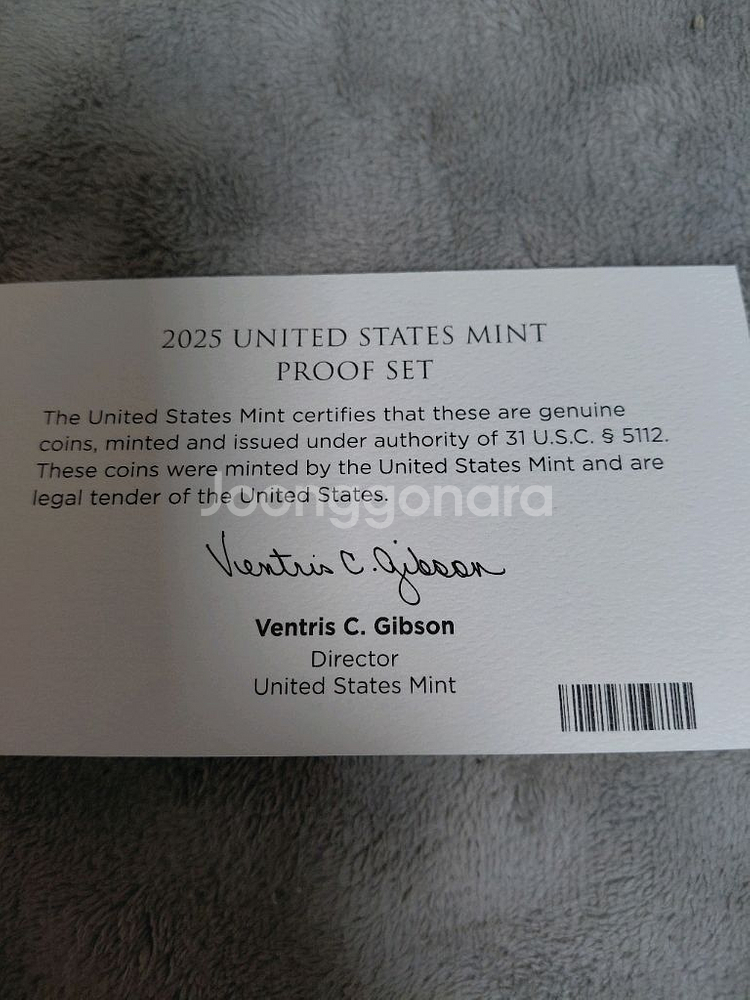 2025 UNITED STATES MINT
PROOF SET
The United States Mint certifies that these are genuine
coins, minted and issued under authority of 31 U.S.C. § 5112.
These coins were minted by the United States Mint and are
legal tender of the United States.
Joonggonara
Ventris C. Gibson
Ventris C. Gibson
Director
United States Mint